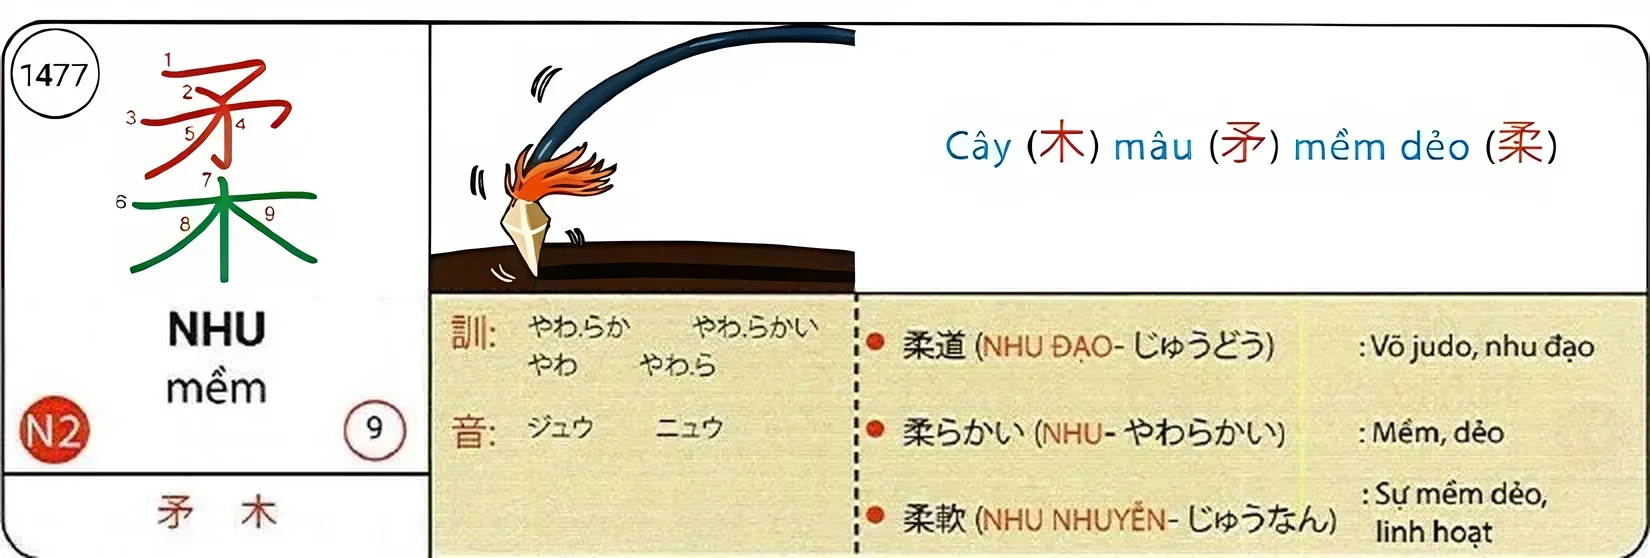 1477
1
2
3
4
5
柔
7
6
8
9
NHU
mềm
N2
9
矛 木
Cây (木) mâu (矛) mềm dẻo (柔)
訓: やわ.らか やわ.らかい
やわ やわ.ら
音: ジュウ ニュウ
柔道 (NHU ĐẠO- じゅうどう) : Võ judo, nhu đạo
柔らかい (NHU- やわらかい) : Mềm, dẻo
柔軟 (NHU NHUYỄN- じゅうなん) : Sự mềm dẻo,
linh hoạt